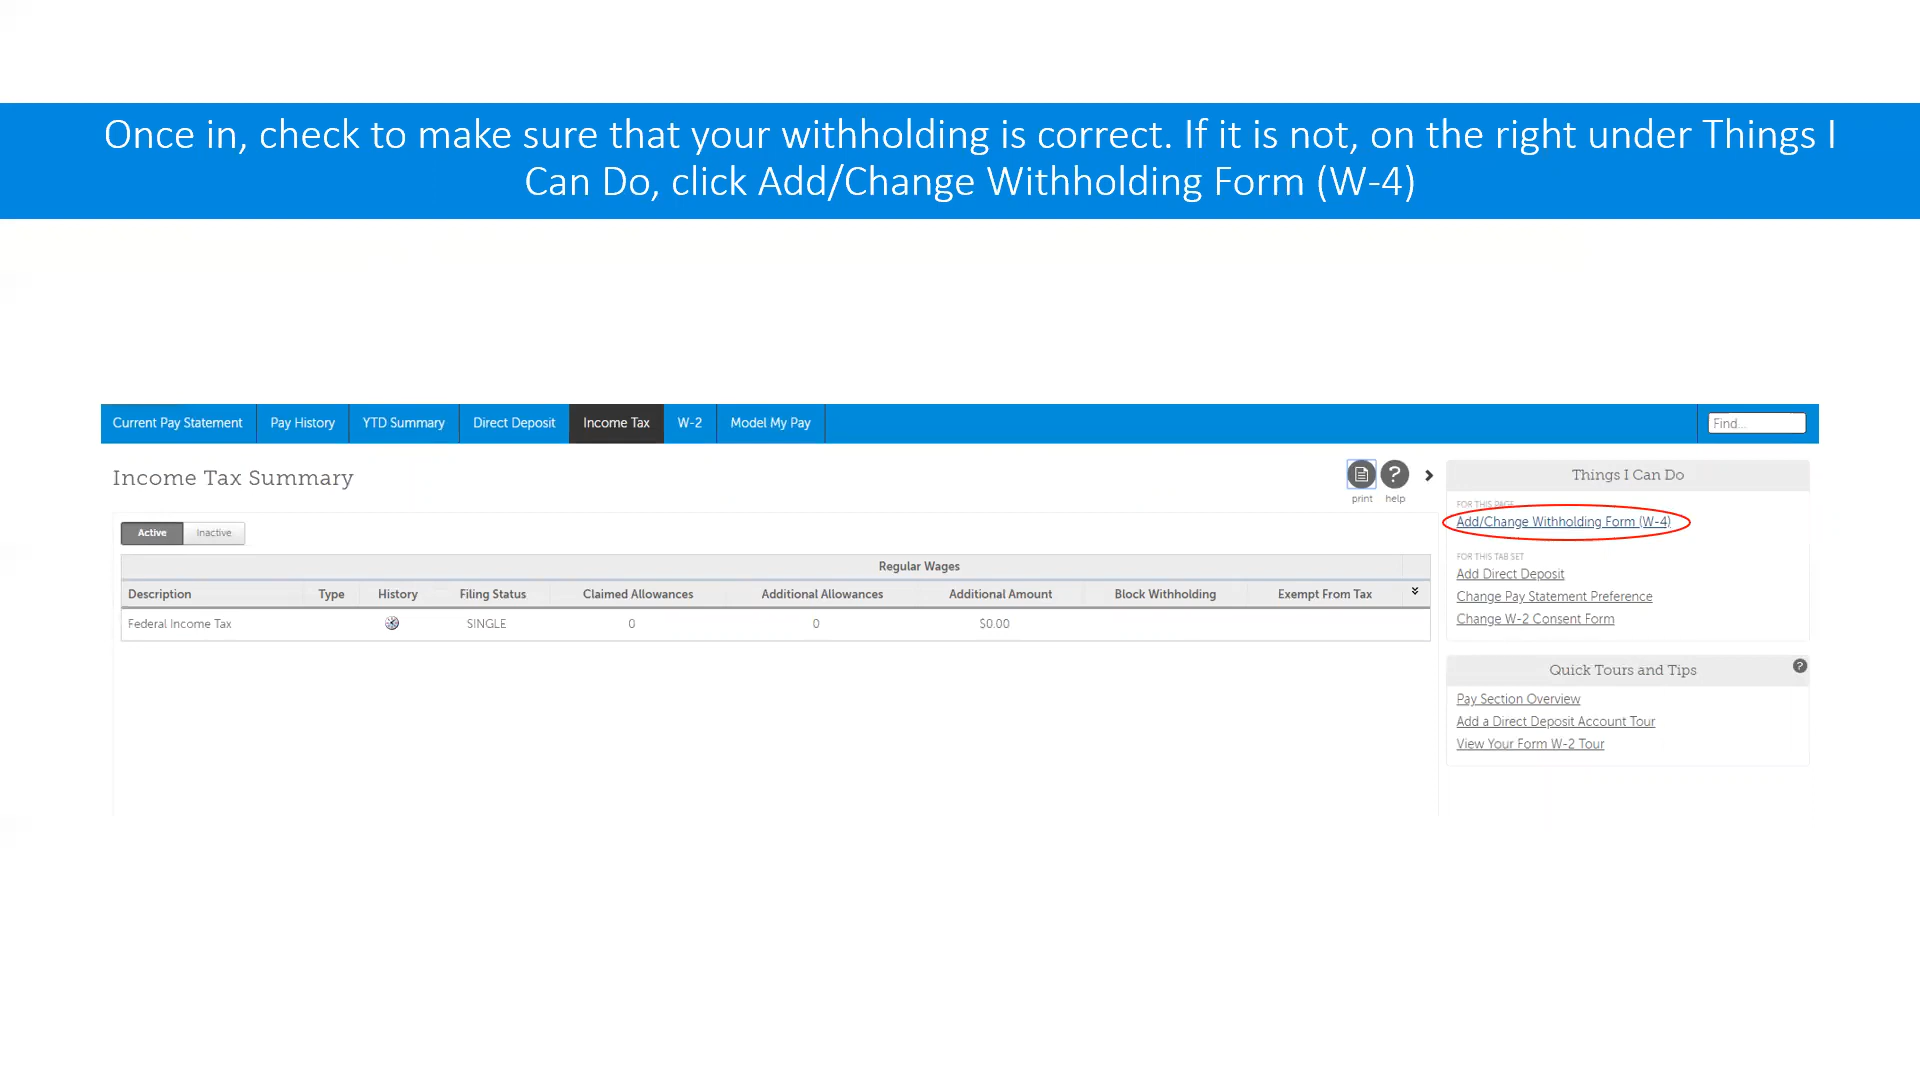 Once in, check to make sure that your withholding is correct. If it is not, on the right under Things I
Can Do, click Add/Change Withholding Form (W-4)
Current Pay Statement Pay History YTD Summary Direct Deposit Income Tax W-2 Model My Pay Find...
Income Tax Summary
print help
Active Inactive
Regular Wages
Description Type History Filing Status Claimed Allowances Additional Allowances Additional Amount Block Withholding Exempt From Tax
Federal Income Tax SINGLE 0 0 $0.00
Things I Can Do
FOR THIS PAGE
Add/Change Withholding Form (W-4)
FOR THIS TAB SET
Add Direct Deposit
Change Pay Statement Preference
Change W-2 Consent Form
Quick Tours and Tips
Pay Section Overview
Add a Direct Deposit Account Tour
View Your Form W-2 Tour